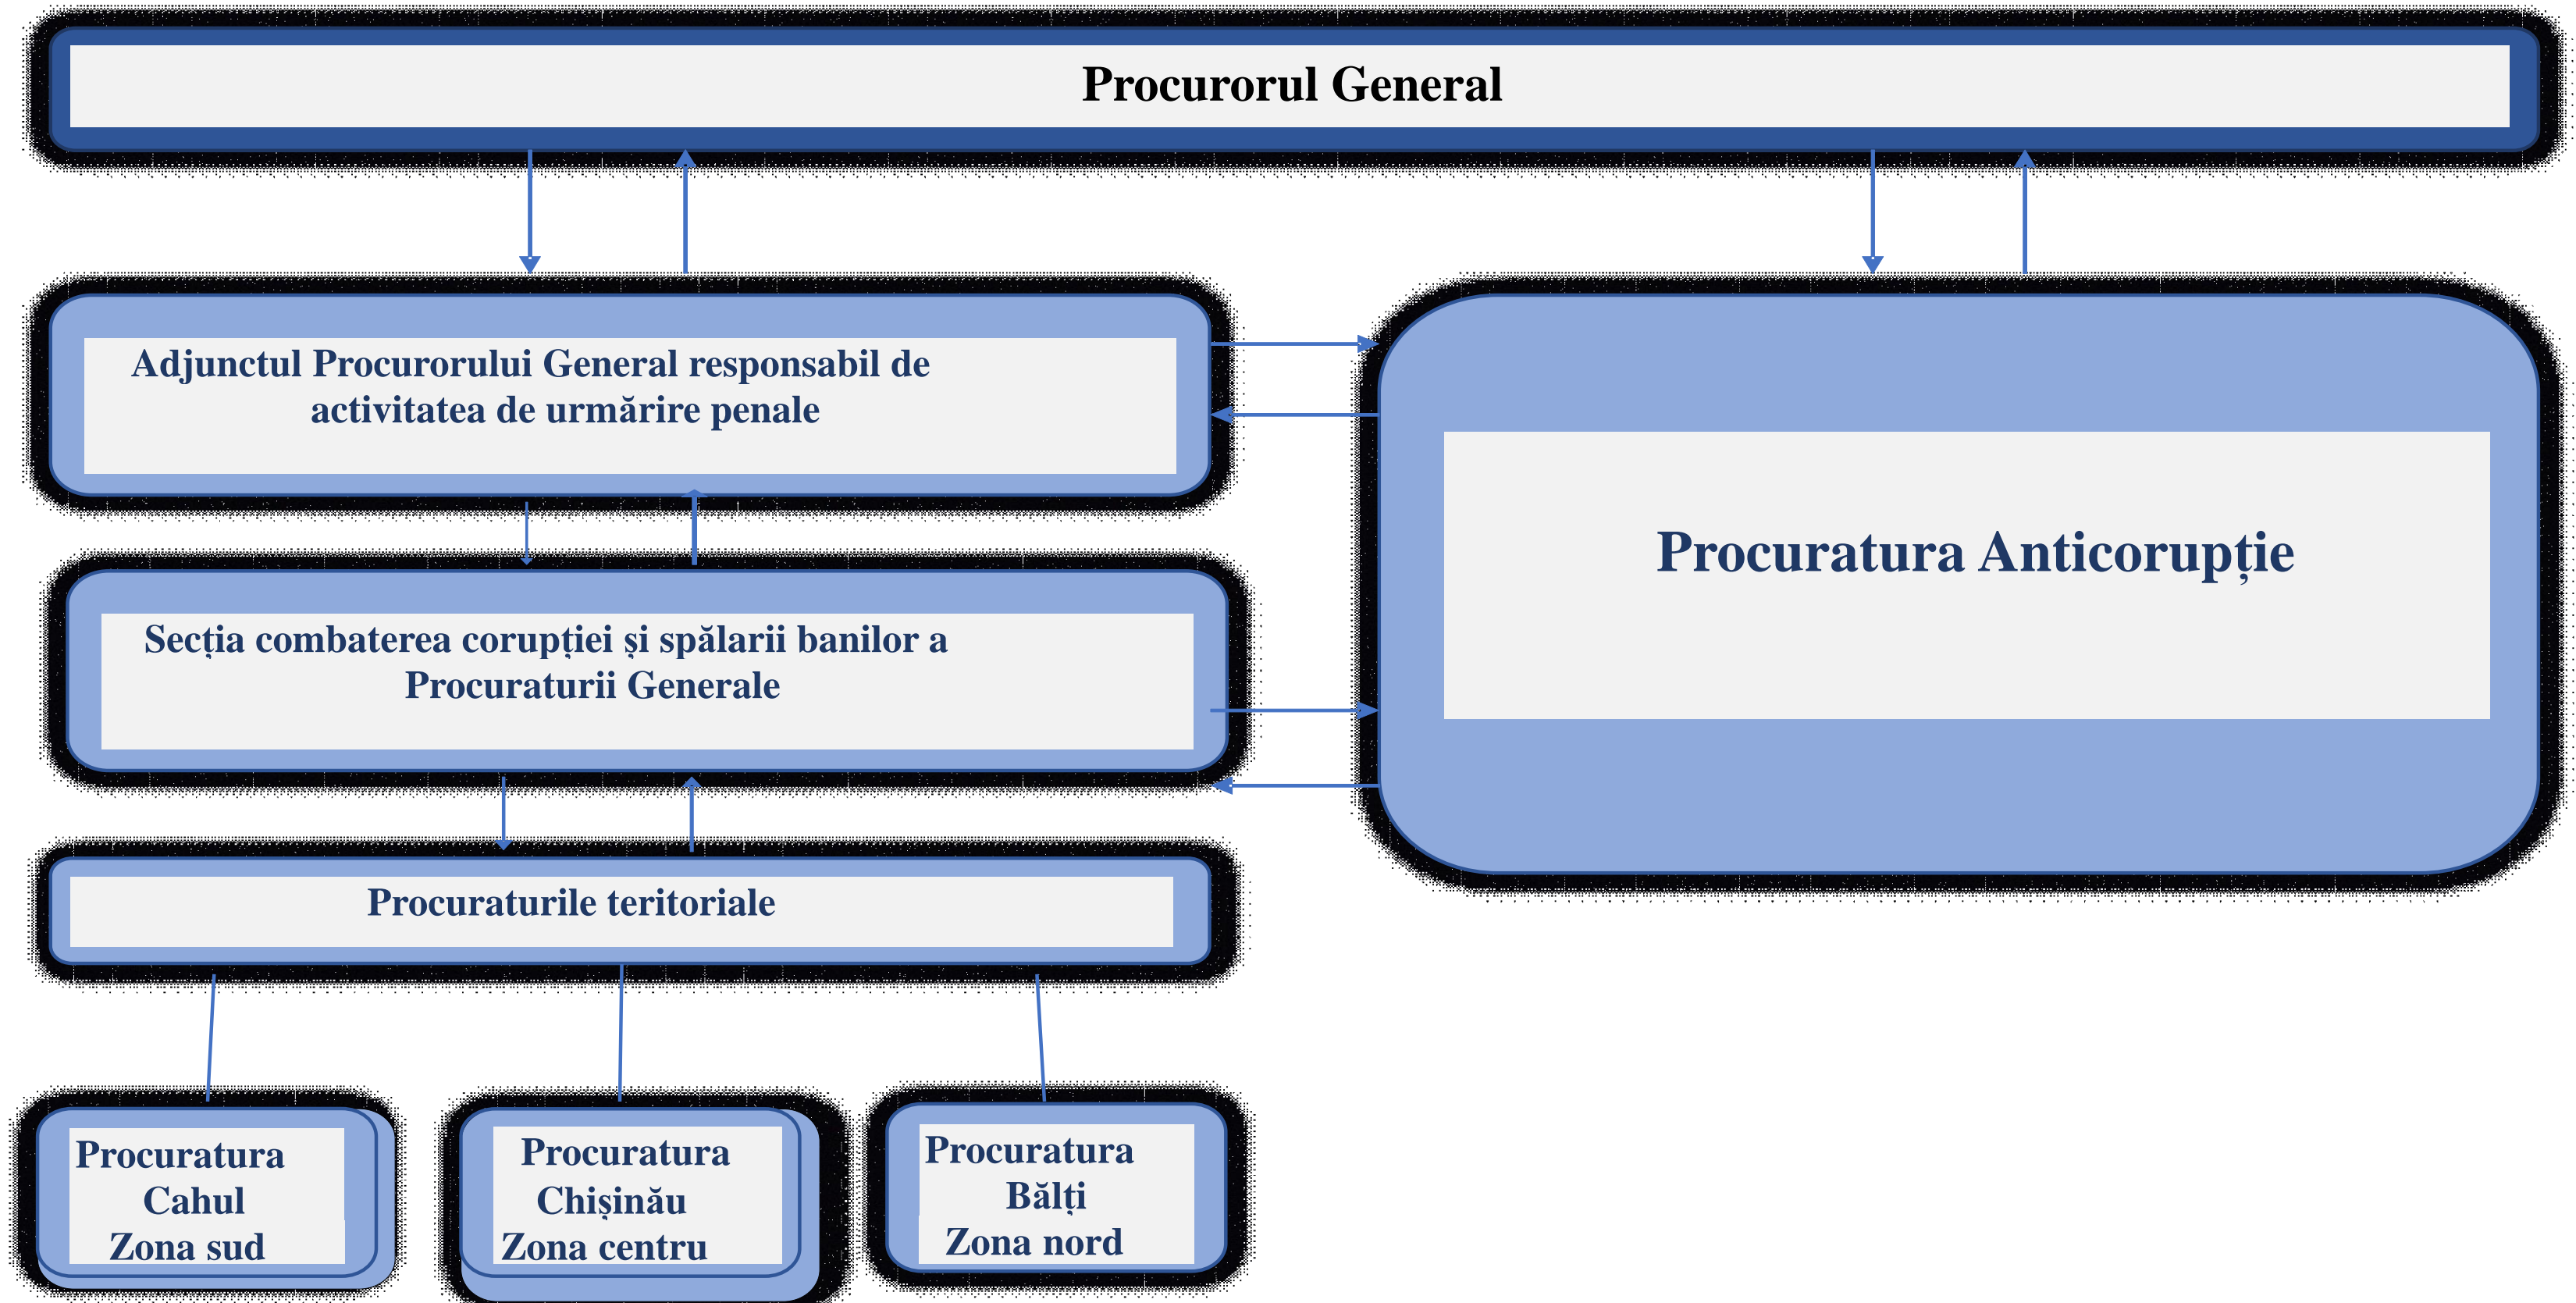 Procurorul General
Adjunctul Procurorului General responsabil de
activitatea de urmărire penale
Procuratura Anticorupție
Secția combaterea corupției și spălarii banilor a
Procuraturii Generale
Procuraturile teritoriale
Procuratura
Cahul
Zona sud
Procuratura
Chișinău
Zona centru
Procuratura
Bălți
Zona nord